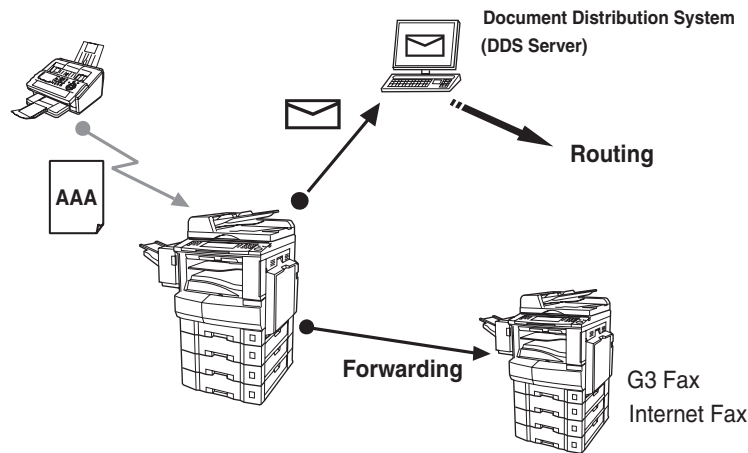 Document Distribution System
(DDS Server)
Routing
AAA
Forwarding
G3 Fax
Internet Fax